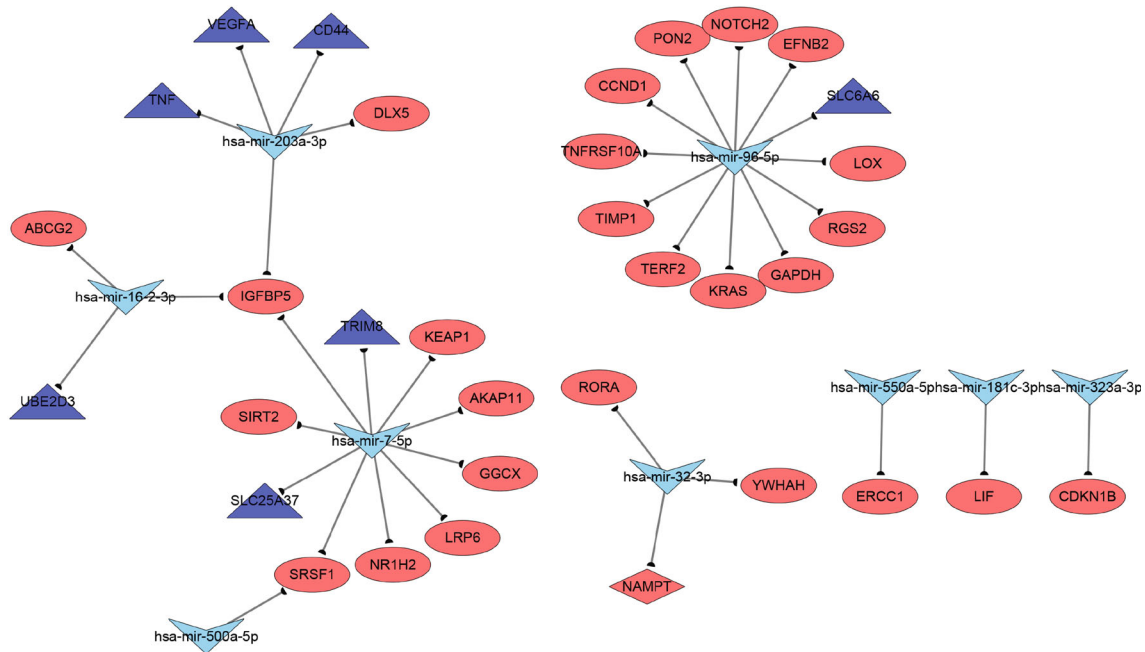 VEGFA
CD44
TNF
DLX5
hsa-mir-203a-3p
ABCG2
hsa-mir-16-2-3p
IGFBP5
UBE2D3
TRIM8
KEAP1
SIRT2
AKAP11
hsa-mir-7-5p
GGCX
SLC25A37
LRP6
SRSF1
NR1H2
hsa-mir-500a-5p
NOTCH2
PON2
EFNB2
CCND1
SLC6A6
TNFRSF10A
hsa-mir-96-5p
LOX
TIMP1
RGS2
TERF2
GAPDH
KRAS
RORA
hsa-mir-32-3p
YWHAH
NAMPT
hsa-mir-550a-5p
hsa-mir-181c-3p
hsa-mir-323a-3p
ERCC1
LIF
CDKN1B